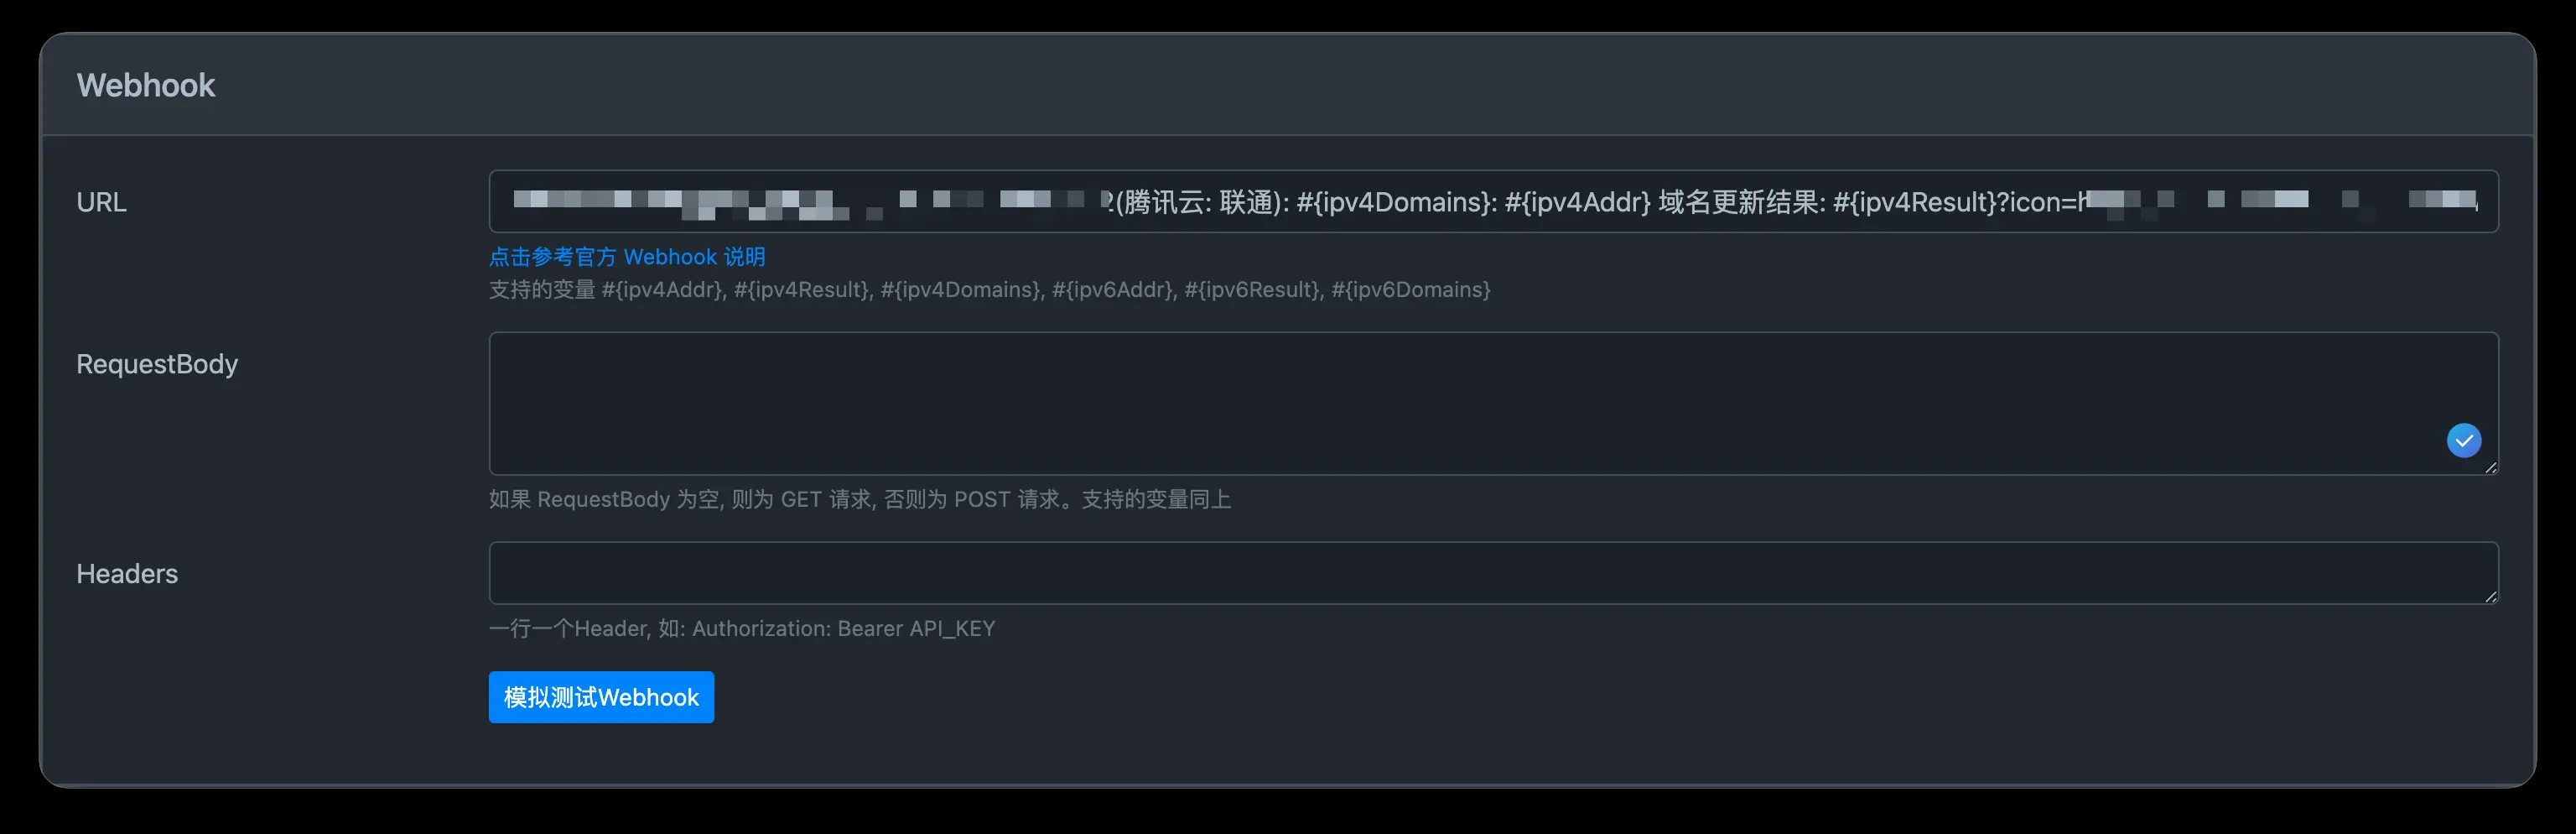 Webhook
URL
(腾讯云: 联通): #{ipv4Domains}: #{ipv4Addr} 域名更新结果: #{ipv4Result}?icon=h
点击参考官方 Webhook 说明
支持的变量 #{ipv4Addr}, #{ipv4Result}, #{ipv4Domains}, #{ipv6Addr}, #{ipv6Result}, #{ipv6Domains}
RequestBody
如果 RequestBody 为空, 则为 GET 请求, 否则为 POST 请求。支持的变量同上
Headers
一行一个Header, 如: Authorization: Bearer API_KEY
模拟测试Webhook